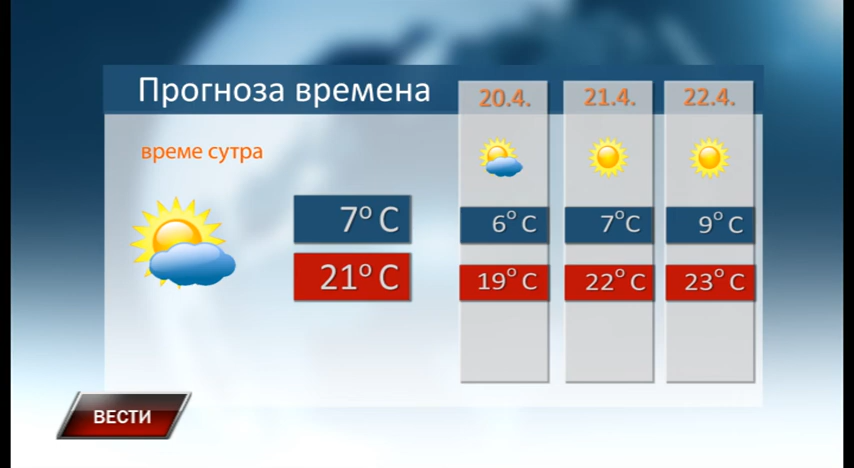 Прогноза времена
време сутра
7° C
21° C
20.4. 21.4. 22.4.
6° C 7°C 9° C
19° C 22° C 23° C
ВЕСТИ